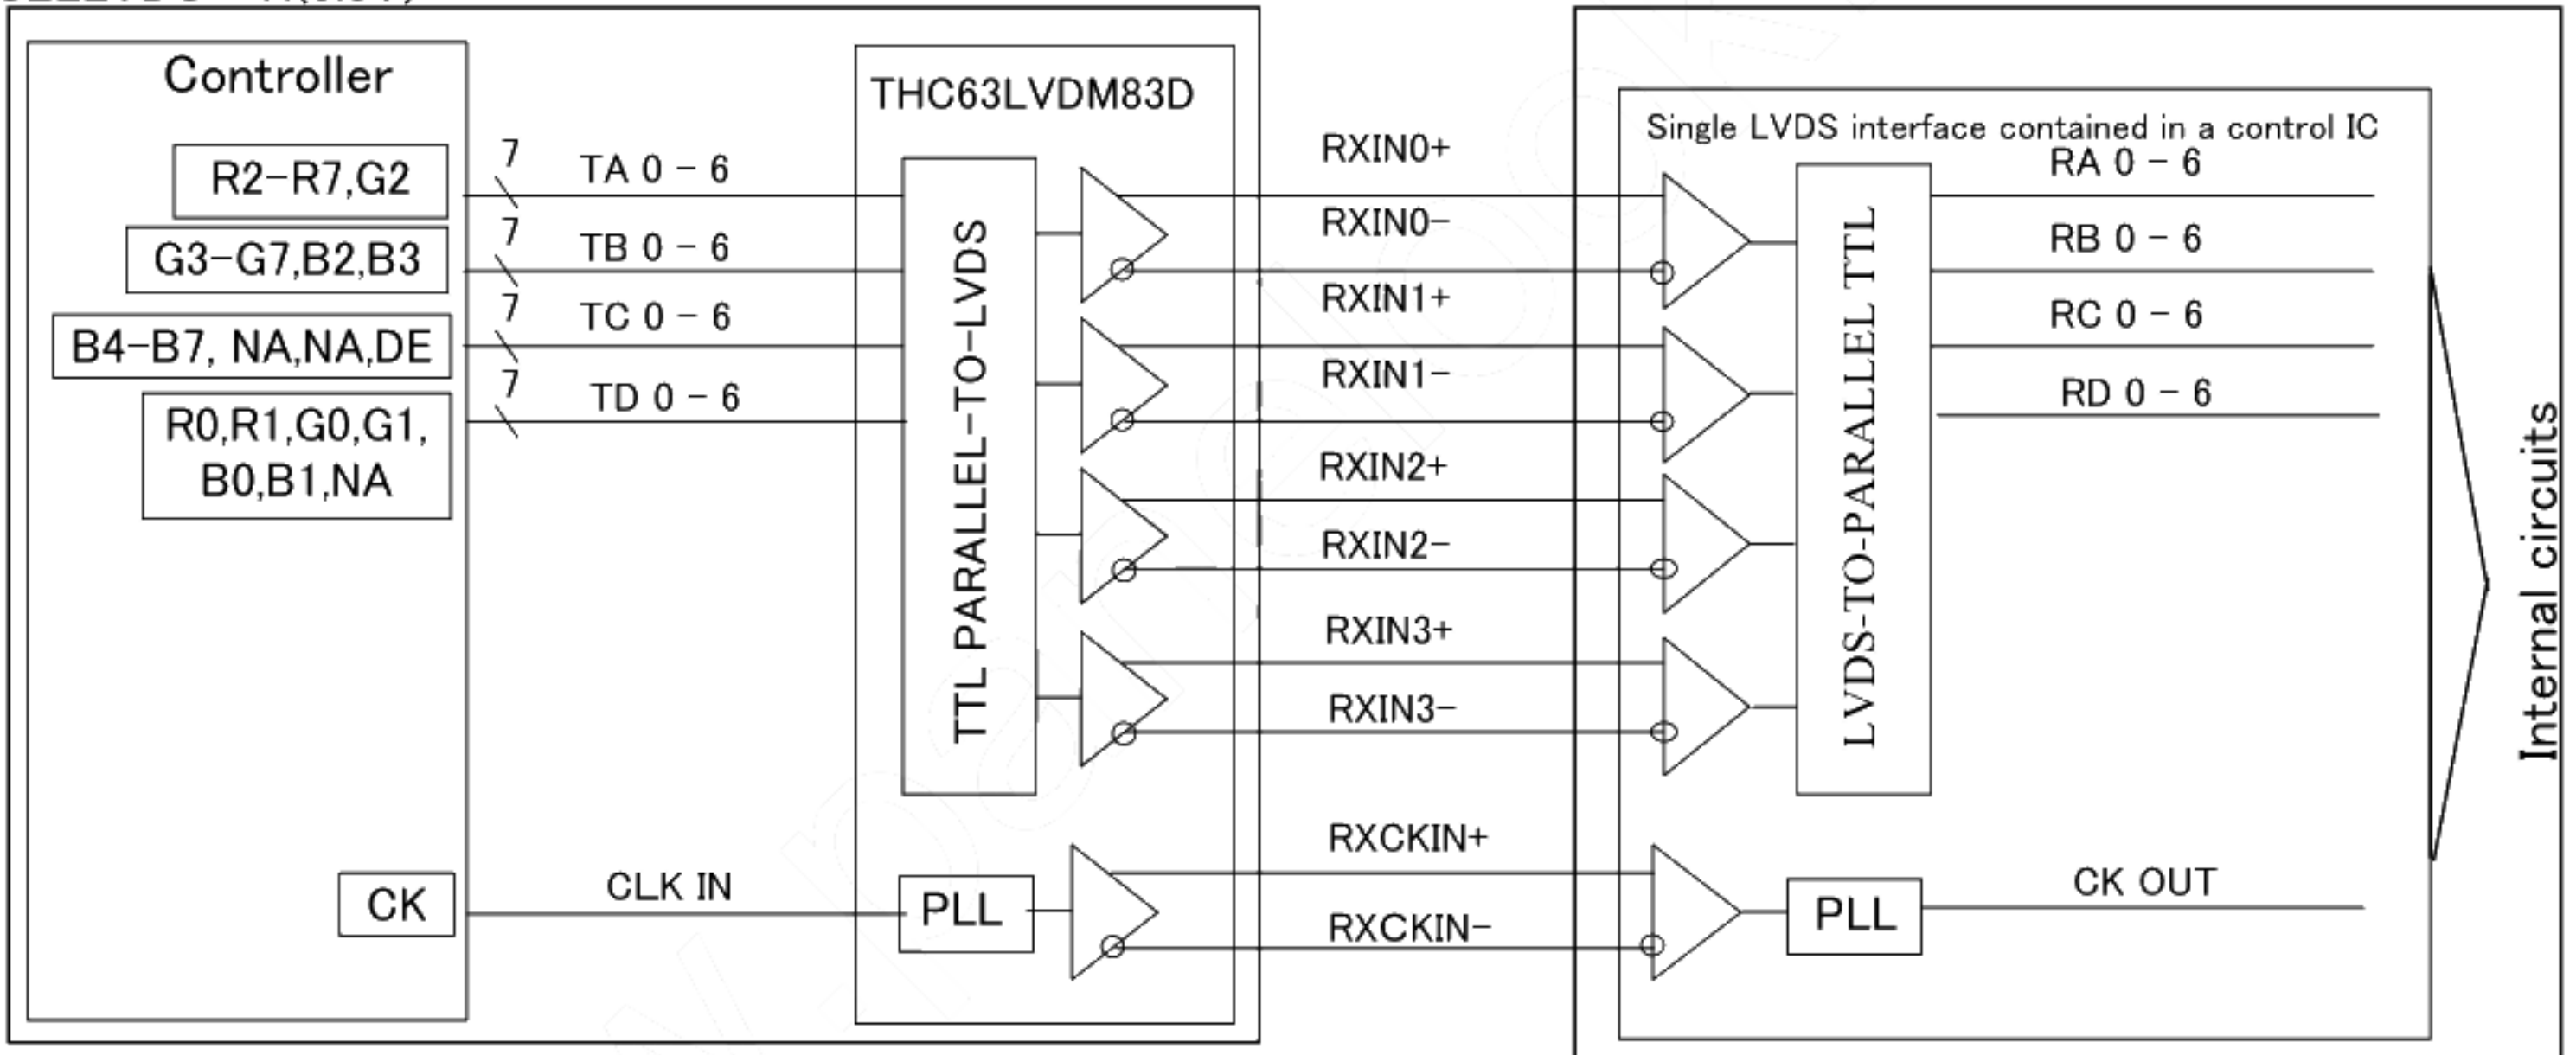 Controller
R2-R7,G2
G3-G7,B2,B3
B4-B7, NA,NA,DE
R0,R1,G0,G1,
B0,B1,NA
CK
7
TA 0 - 6
7
TB 0 - 6
7
TC 0 - 6
7
TD 0 - 6
CLK IN
THC63LVDM83D
TTL PARALLEL-TO-LVDS
PLL
RXIN0+
RXIN0-
RXIN1+
RXIN1-
RXIN2+
RXIN2-
RXIN3+
RXIN3-
RXCKIN+
RXCKIN-
Single LVDS interface contained in a control IC
LVDS-TO-PARALLEL TTL
PLL
RA 0 - 6
RB 0 - 6
RC 0 - 6
RD 0 - 6
CK OUT
Internal circuits